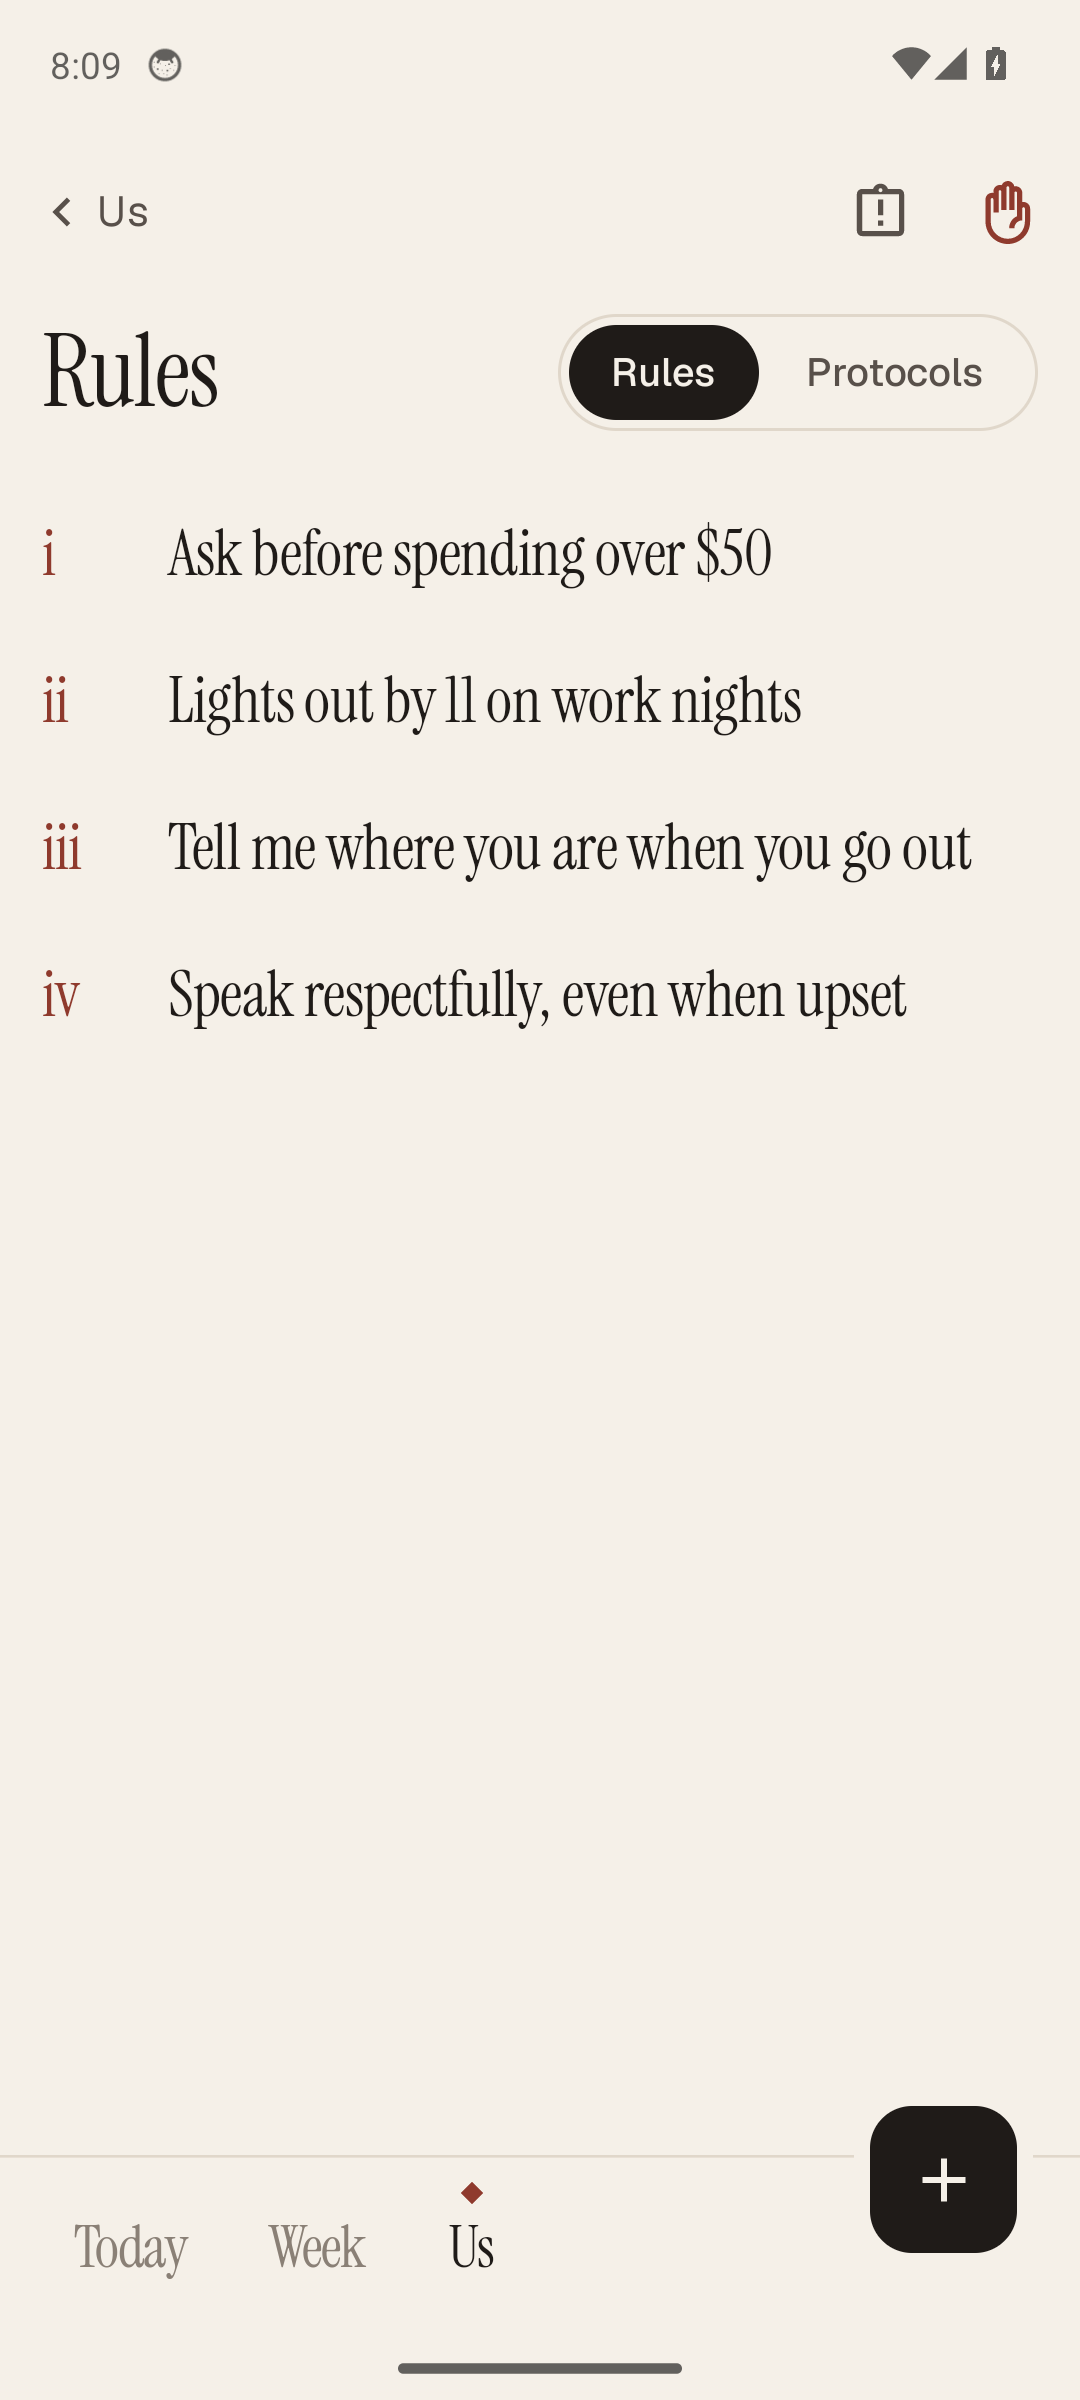 8:09
Us
Rules
Rules
Protocols
i Ask before spending over $50
ii Lights out by 11 on work nights
iii Tell me where you are when you go out
iv Speak respectfully, even when upset
Today
Week
Us